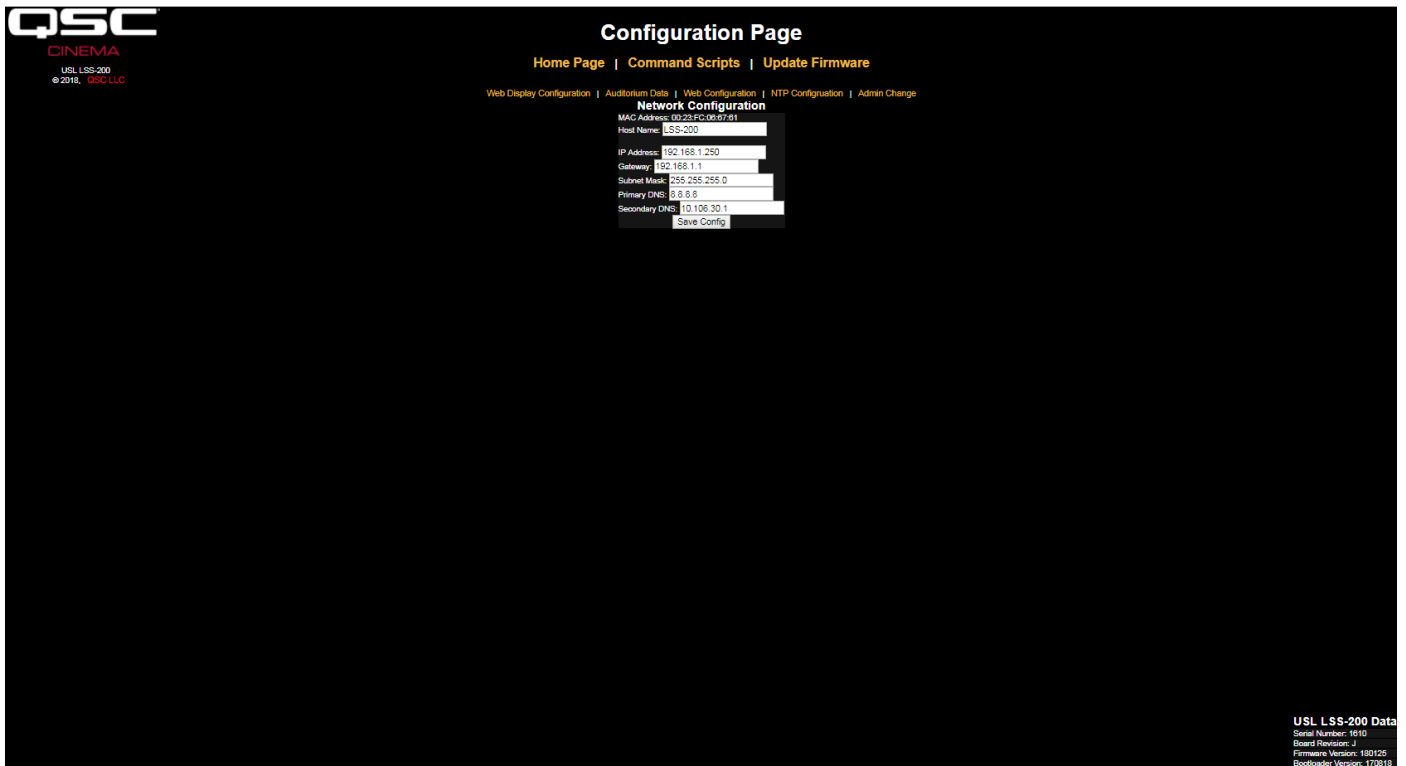 QSC
CINEMA
USL LSS-200
© 2018, QSC LLC
Configuration Page
Home Page | Command Scripts | Update Firmware
Web Display Configuration | Auditorium Data | Web Configuration | NTP Configruation | Admin Change
Network Configuration
MAC Address: 00:23:FC:06:67:61
Host Name: LSS-200
IP Address: 192.168.1.250
Gateway: 192.168.1.1
Subnet Mask: 255.255.255.0
Primary DNS: 8.8.8.8
Secondary DNS: 10.106.30.1
Save Config
USL LSS-200 Data
Serial Number: 1610
Board Revision: J
Firmware Version: 180125
Bootloader Version: 170818